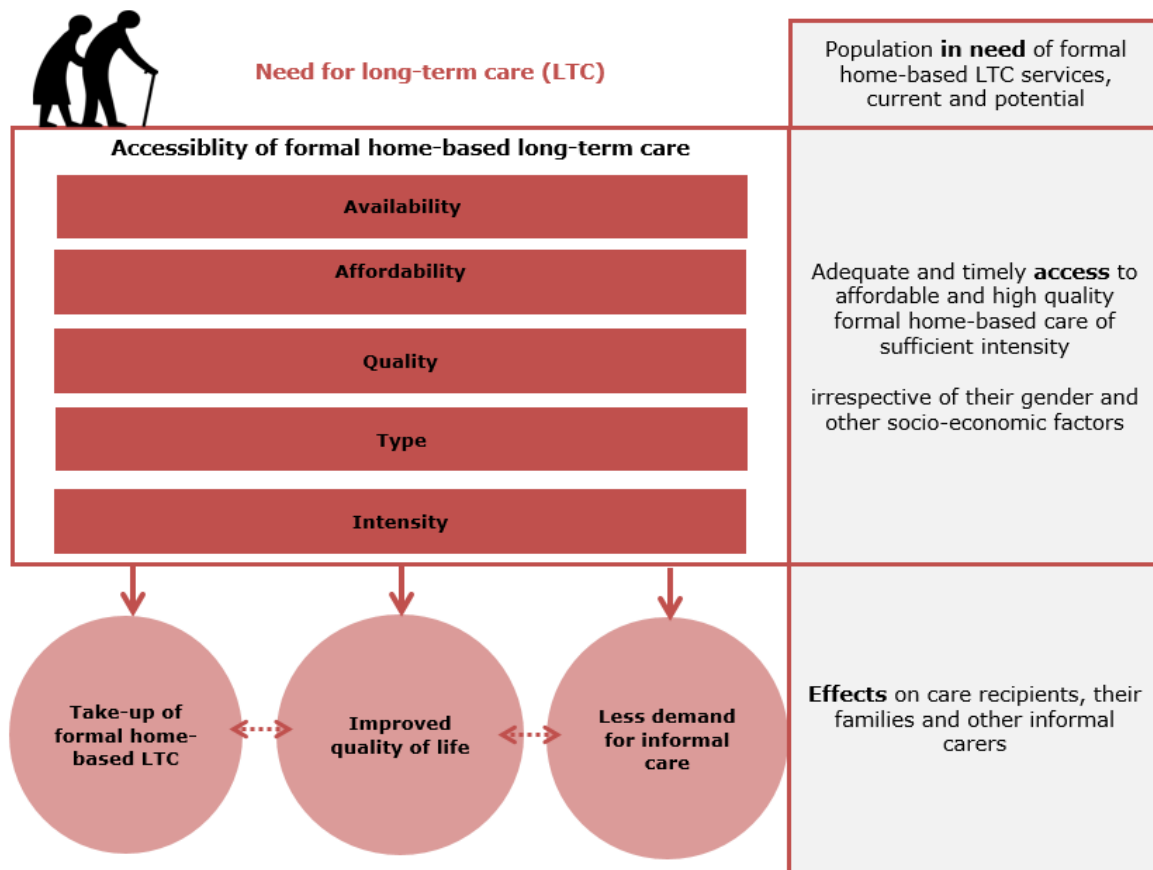 Need for long-term care (LTC)
Population in need of formal
home-based LTC services,
current and potential
Accessiblity of formal home-based long-term care
Availability
Affordability
Quality
Type
Intensity
Adequate and timely access to
affordable and high quality
formal home-based care of
sufficient intensity
irrespective of their gender and
other socio-economic factors
Take-up of
formal home-
based LTC
Improved
quality of life
Less demand
for informal
care
Effects on care recipients, their
families and other informal
carers